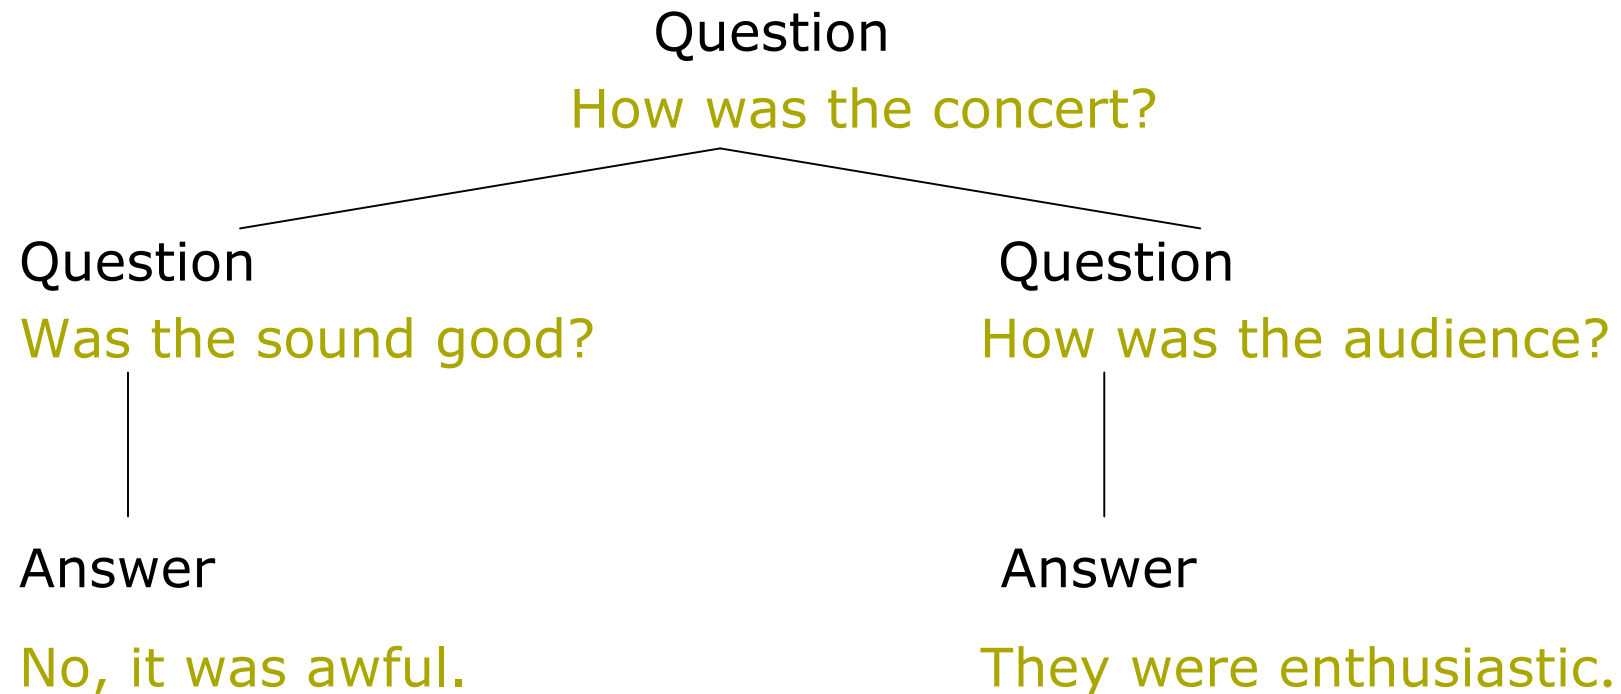 Question
How was the concert?
Question
Question
Was the sound good?
How was the audience?
Answer
Answer
No, it was awful.
They were enthusiastic.